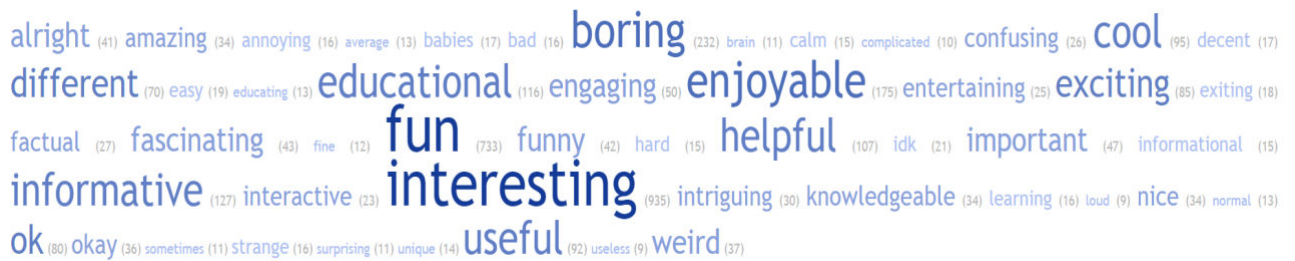 alright (41) amazing (34) annoying (16) average (13) babies (17) bad (16) boring (232) brain (11) calm (15) complicated (10) confusing (26) cool (95) decent (17)
different (70) easy (19) educating (13) educational (116) engaging (50) enjoyable (175) entertaining (25) exciting (85) exiting (18)
factual (27) fascinating (43) fine (12) fun (733) funny (42) hard (15) helpful (107) idk (21) important (47) informational (15)
informative (127) interactive (23) interesting (935) intriguing (30) knowledgeable (34) learning (16) loud (9) nice (34) normal (13)
ok (80) okay (36) sometimes (11) strange (16) surprising (11) unique (14) useful (92) useless (9) weird (37)